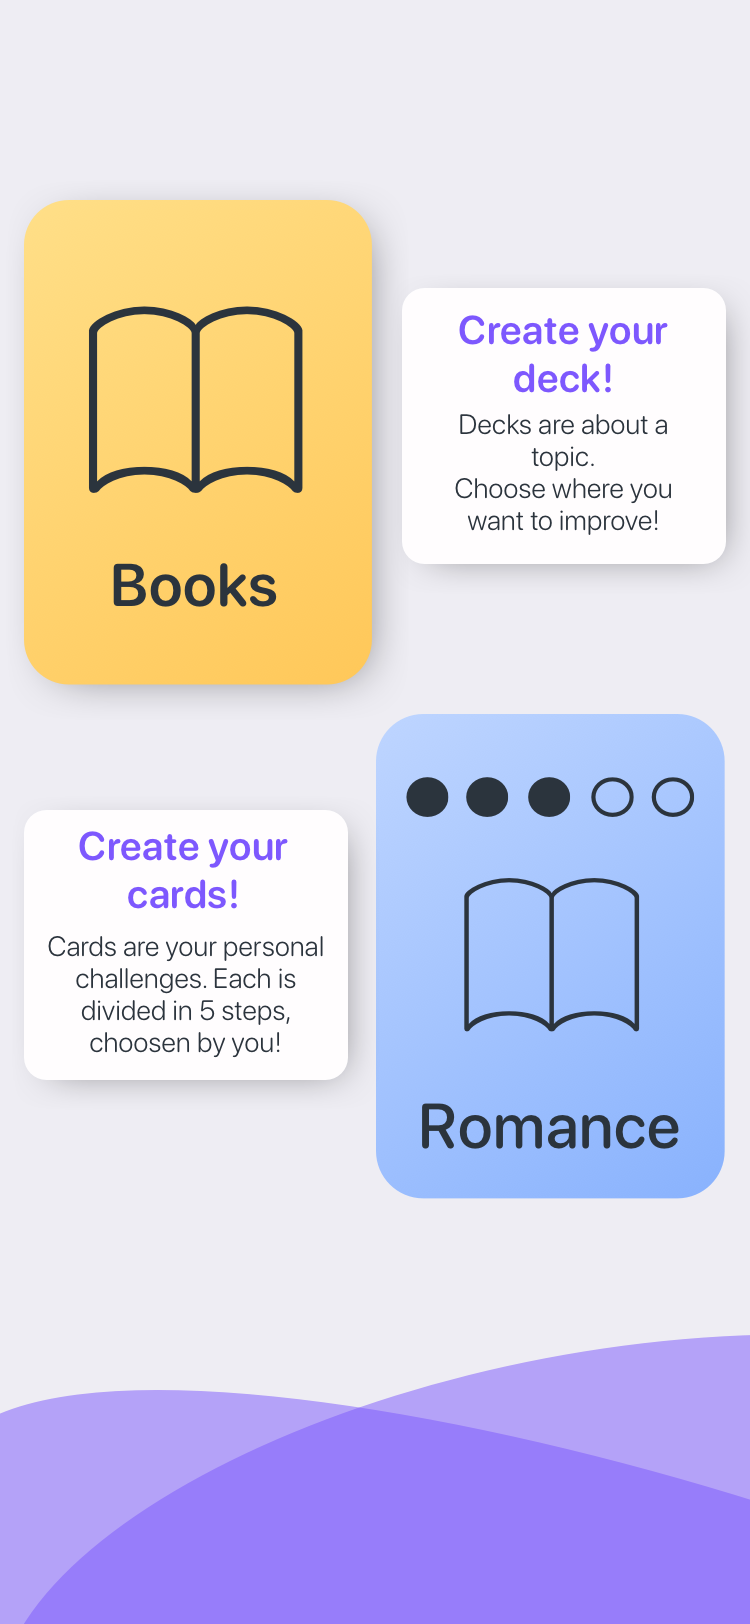 Books
Create your
deck!
Decks are about a
topic.
Choose where you
want to improve!
Create your
cards!
Cards are your personal
challenges. Each is
divided in 5 steps,
choosen by you!
Romance